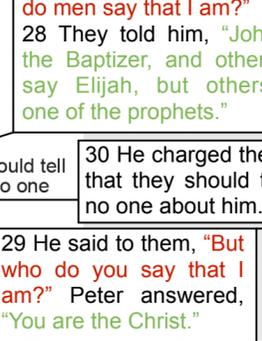 do men say that I am?"
28 They told him, “Joh
the Baptizer, and othe
say Elijah, but others
one of the prophets.”
ould tell
o one
30 He charged the
that they should
no one about him.
29 He said to them, “But
who do you say that I
am?” Peter answered,
“You are the Christ.”